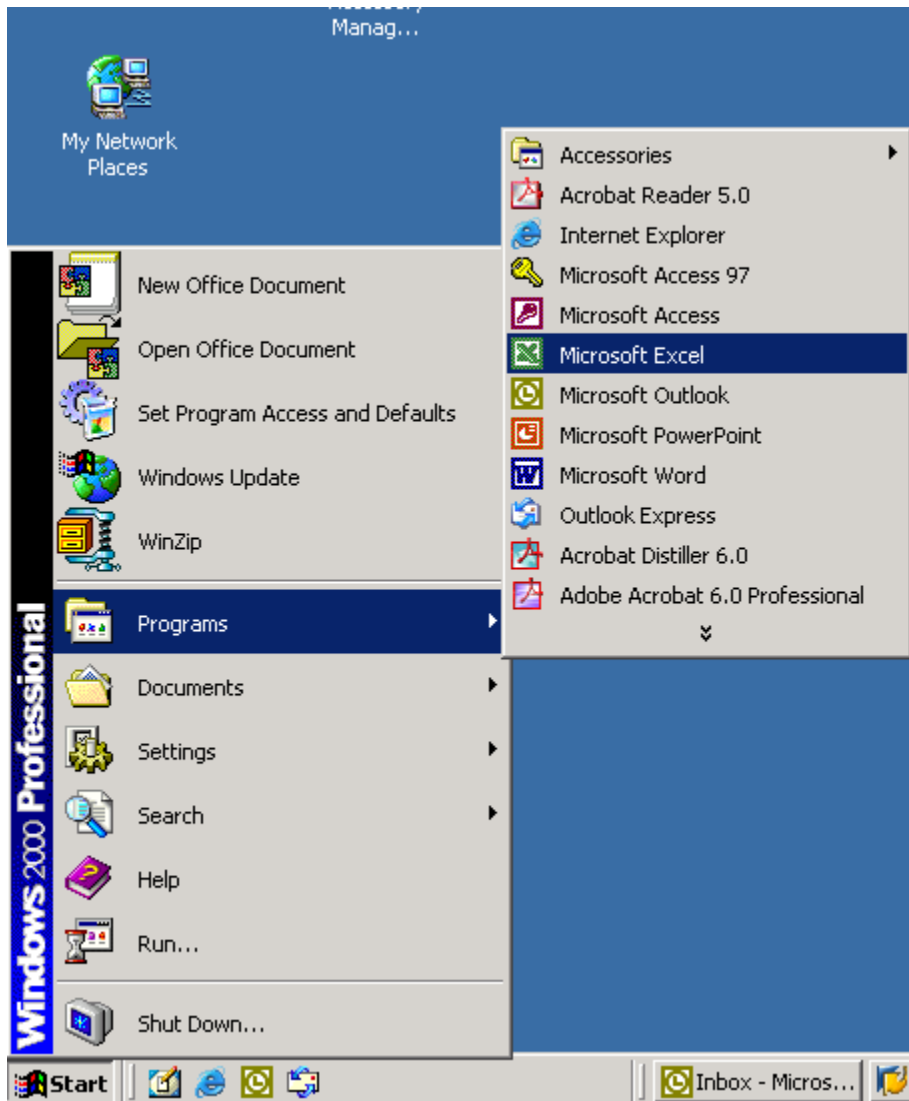 Manag...
My Network
Places
Accessories
Acrobat Reader 5.0
Internet Explorer
Microsoft Access 97
Microsoft Access
Microsoft Excel
Microsoft Outlook
Microsoft PowerPoint
Microsoft Word
Outlook Express
Acrobat Distiller 6.0
Adobe Acrobat 6.0 Professional
New Office Document
Open Office Document
Set Program Access and Defaults
Windows Update
WinZip
Programs
Documents
Settings
Search
Help
Run...
Shut Down...
Windows 2000 Professional
Start
Inbox - Micros...